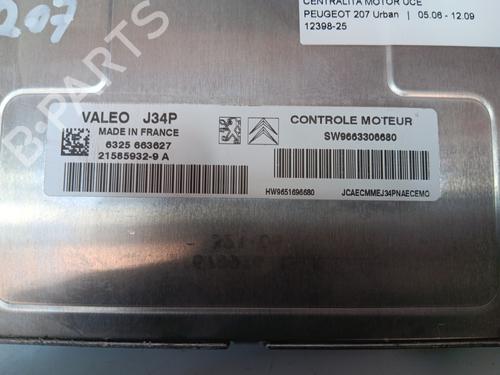 207
CENTRALITA MOTOR UCE
PEUGEOT 207 Urban | 05.06 - 12.09
12398-25
B-PARTS
VALEO J34P
MADE IN FRANCE
6325 663627
21585932-9 A
CONTROLE MOTEUR
SW9663306680
HW9651696680
JCAECMMEJ34PNAECEMO